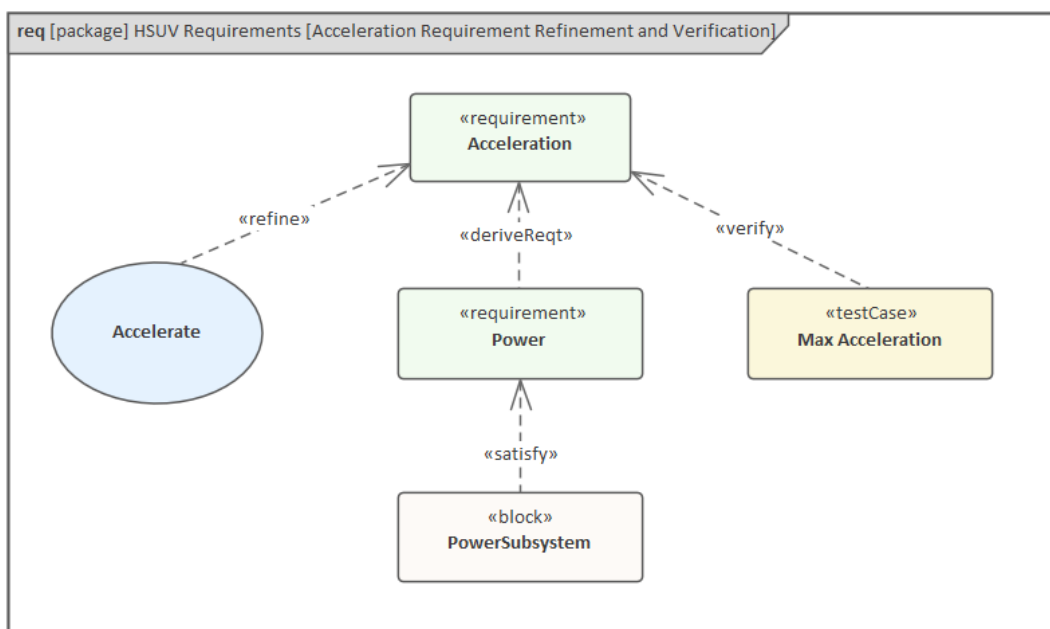 req [package] HSUV Requirements [Acceleration Requirement Refinement and Verification]
«requirement»
Acceleration
«refine»
«deriveReqt»
«verify»
Accelerate
«requirement»
Power
«testCase»
Max Acceleration
«satisfy»
«block»
PowerSubsystem